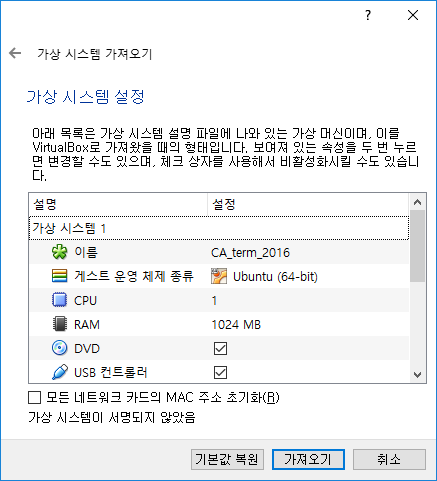 ?
가상 시스템 가져오기
가상 시스템 설정
아래 목록은 가상 시스템 설명 파일에 나와 있는 가상 머신이며, 이를
VirtualBox로 가져왔을 때의 형태입니다. 보여져 있는 속성을 두 번 누르
면 변경할 수도 있으며, 체크 상자를 사용해서 비활성화시킬 수도 있습니
다.
설명 설정
가상 시스템 1
이름 CA_term_2016
게스트 운영 체제 종류 Ubuntu (64-bit)
CPU 1
RAM 1024 MB
DVD
USB 컨트롤러
모든 네트워크 카드의 MAC 주소 초기화(R)
가상 시스템이 서명되지 않았음
기본값 복원 가져오기 취소